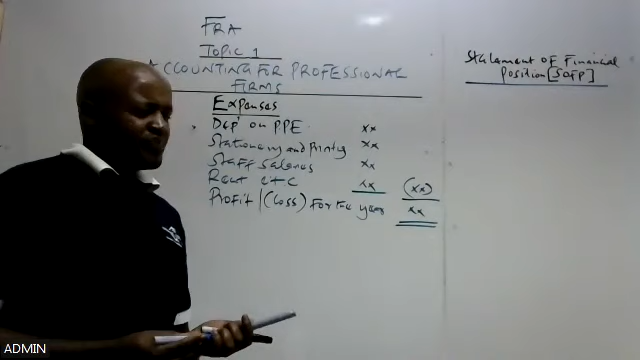 FRA
TOPIC 1
ACCOUNTING FOR PROFESSIONAL
FIRMS
Expenses
Dep' on PPE xx
Stationery and Printing xx
Staff Salaries xx
Rent etc xx (xx)
Profit/(Loss) for the year xx
Statement of Financial
Position [SOFP]
ADMIN